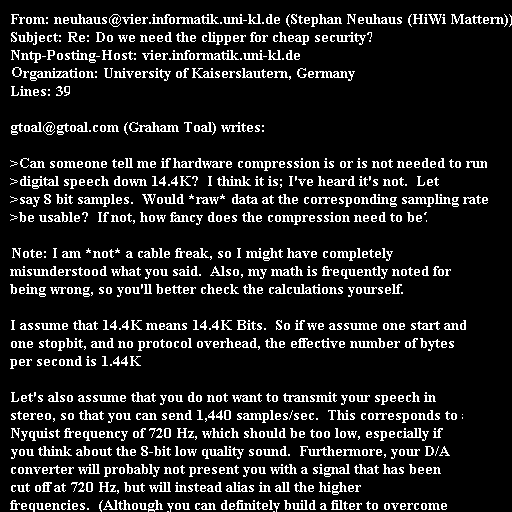 From: neuhaus@vier.informatik.uni-kl.de (Stephan Neuhaus (HiWi Mattern))
Subject: Re: Do we need the clipper for cheap security?
Nntp-Posting-Host: vier.informatik.uni-kl.de
Organization: University of Kaiserslautern, Germany
Lines: 39

gtoal@gtoal.com (Graham Toal) writes:

>Can someone tell me if hardware compression is or is not needed to run
>digital speech down 14.4K?  I think it is; I've heard it's not.  Let
>say 8 bit samples.  Would *raw* data at the corresponding sampling rate
>be usable?  If not, how fancy does the compression need to be?

Note: I am *not* a cable freak, so I might have completely
misunderstood what you said.  Also, my math is frequently noted for
being wrong, so you'll better check the calculations yourself.

I assume that 14.4K means 14.4K Bits.  So if we assume one start and
one stopbit, and no protocol overhead, the effective number of bytes
per second is 1.44K

Let's also assume that you do not want to transmit your speech in
stereo, so that you can send 1,440 samples/sec.  This corresponds to
Nyquist frequency of 720 Hz, which should be too low, especially if
you think about the 8-bit low quality sound.  Furthermore, your D/A
converter will probably not present you with a signal that has been
cut off at 720 Hz, but will instead alias in all the higher
frequencies.  (Although you can definitely build a filter to overcome